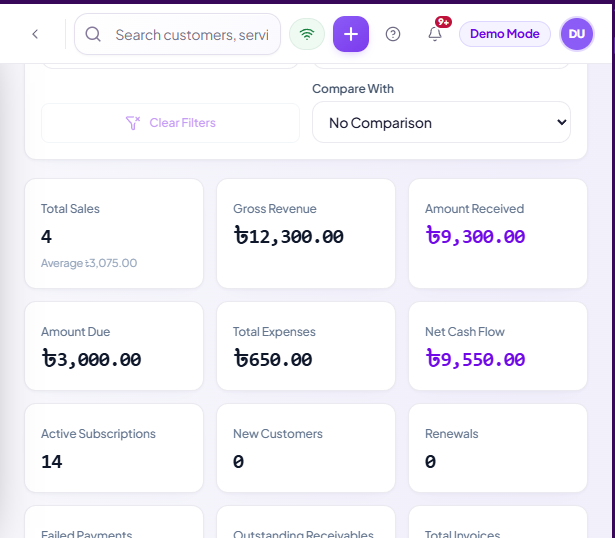 Search customers, servi
9+
Demo Mode
DU
Compare With
Clear Filters
No Comparison
Total Sales
4
Average ৳3,075.00
Gross Revenue
৳12,300.00
Amount Received
৳9,300.00
Amount Due
৳3,000.00
Total Expenses
৳650.00
Net Cash Flow
৳9,550.00
Active Subscriptions
14
New Customers
0
Renewals
0
Failed Payments
Outstanding Receivables
Total Invoices